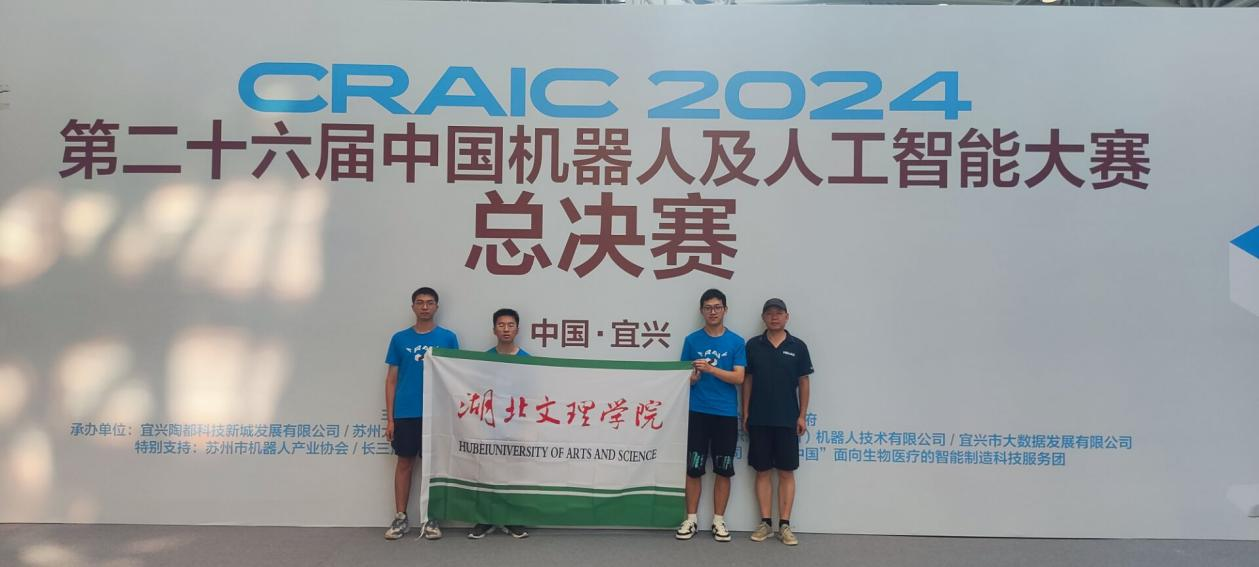 CRAIC 2024
第二十六届中国机器人及人工智能大赛
总决赛
中国·宜兴
府
承办单位：宜兴陶都科技新城发展有限公司 / 苏州
）机器人技术有限公司 / 宜兴市大数据发展有限公司
特别支持：苏州市机器人产业协会 / 长三
中国”面向生物医疗的智能制造科技服务团
湖北文理学院
HUBEIUNIVERSITY OF ARTS AND SCIENCE